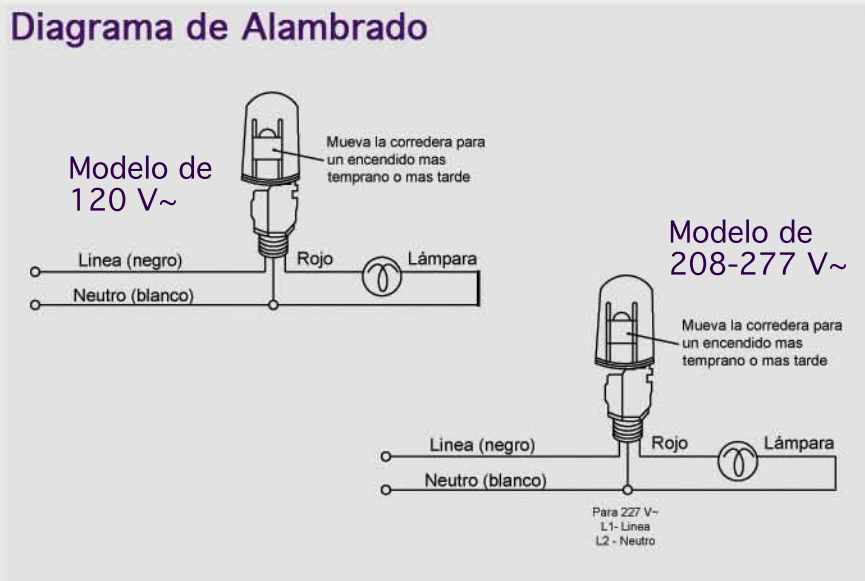 Diagrama de Alambrado
Modelo de
120 V~
Mueva la corredera para
un encendido mas
temprano o mas tarde
Linea (negro)
Rojo
Lámpara
Neutro (blanco)
Modelo de
208-277 V~
Mueva la corredera para
un encendido mas
temprano o mas tarde
Linea (negro)
Rojo
Lámpara
Neutro (blanco)
Para 227 V~
L1- Linea
L2 - Neutro